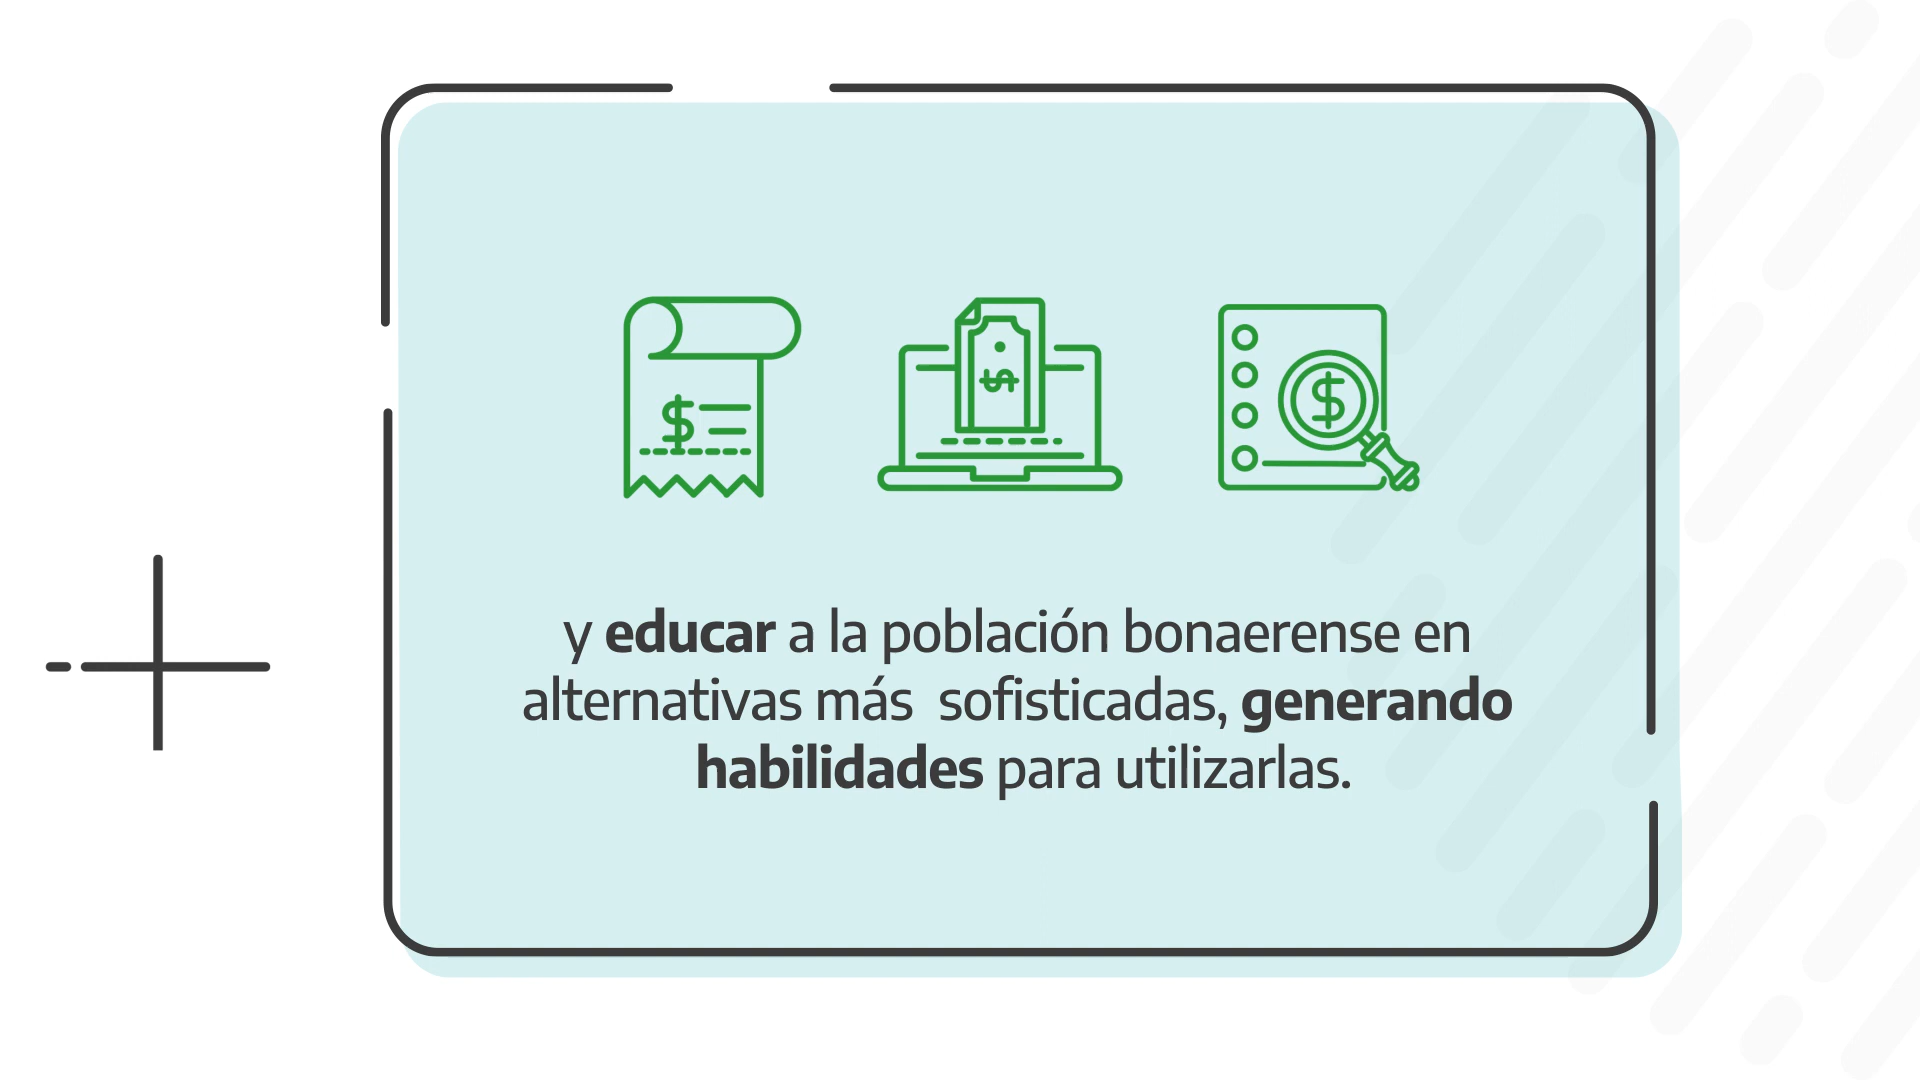 y educar a la población bonaerense en
alternativas más  sofisticadas, generando
habilidades para utilizarlas.